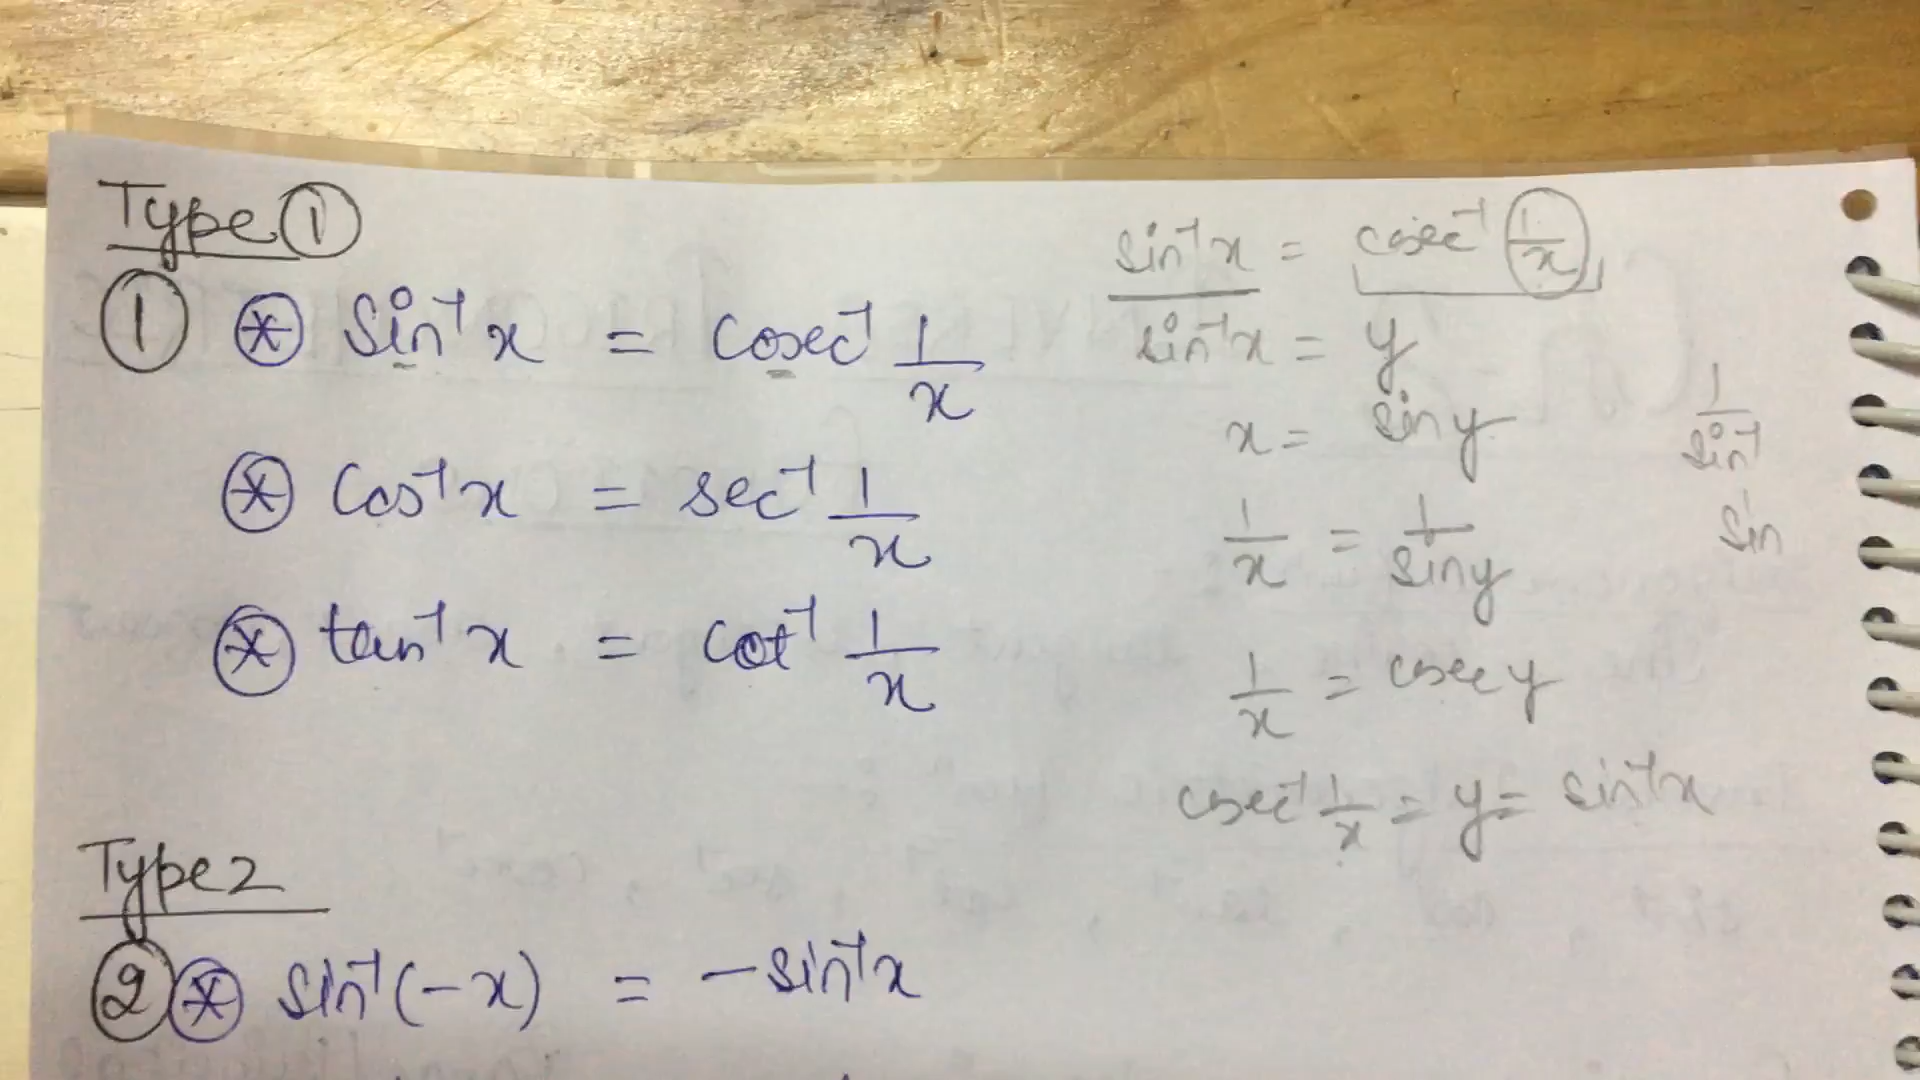 Type ①
① ⊛ Sin⁻¹ x = cosec⁻¹ 1/x
⊛ Cos⁻¹ x = sec⁻¹ 1/x
⊛ tan⁻¹ x = cot⁻¹ 1/x
Type 2
② ⊛ sin⁻¹(-x) = -sin⁻¹x
sin⁻¹x = cosec⁻¹ 1/x
sin⁻¹x = y
x = sin y
1/x = 1/sin y
1/x = cosec y
cosec⁻¹ 1/x = y = sin⁻¹x
1/sin⁻¹
sin